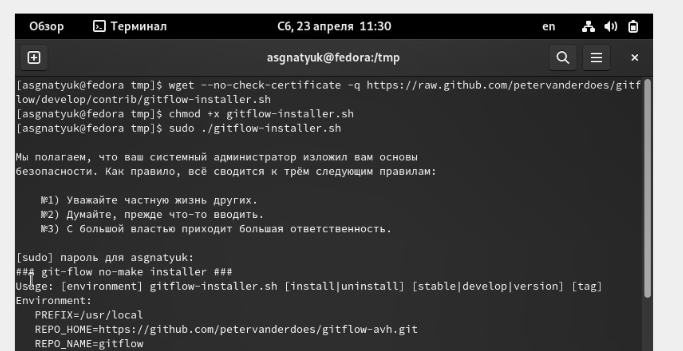 Обзор Терминал Сб, 23 апреля 11:30 en
asgnatyuk@fedora:/tmp
[asgnatyuk@fedora tmp]$ wget --no-check-certificate -q https://raw.github.com/petervanderdoes/gitf
low/develop/contrib/gitflow-installer.sh
[asgnatyuk@fedora tmp]$ chmod +x gitflow-installer.sh
[asgnatyuk@fedora tmp]$ sudo ./gitflow-installer.sh
Мы полагаем, что ваш системный администратор изложил вам основы
безопасности. Как правило, всё сводится к трём следующим правилам:
№1) Уважайте частную жизнь других.
№2) Думайте, прежде что-то вводить.
№3) С большой властью приходит большая ответственность.
[sudo] пароль для asgnatyuk:
### git-flow no-make installer ###
Usage: [environment] gitflow-installer.sh [install|uninstall] [stable|develop|version] [tag]
Environment:
PREFIX=/usr/local
REPO_HOME=https://github.com/petervanderdoes/gitflow-avh.git
REPO_NAME=gitflow